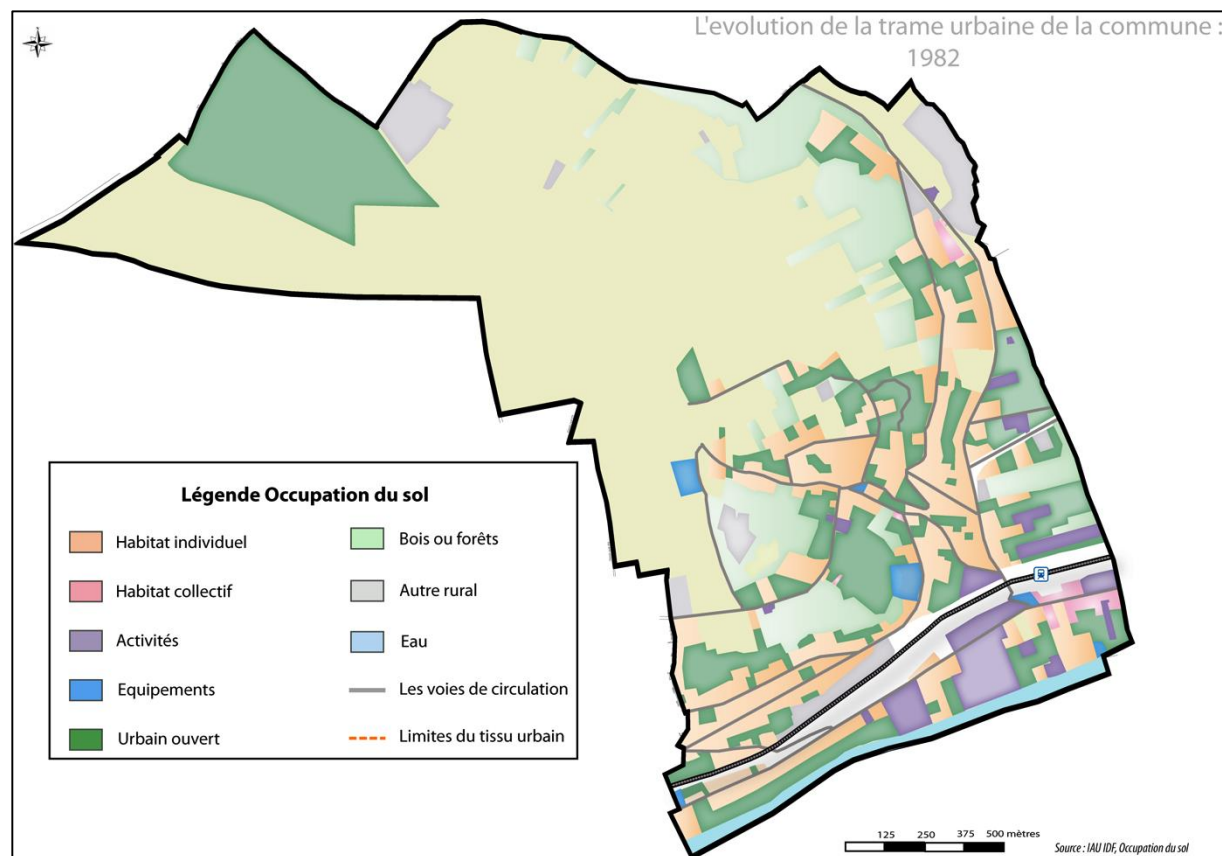 L'evolution de la trame urbaine de la commune :
1982
Légende Occupation du sol
Habitat individuel
Habitat collectif
Activités
Equipements
Urbain ouvert
Bois ou forêts
Autre rural
Eau
Les voies de circulation
Limites du tissu urbain
125 250 375 500 mètres
Source : IAU IDF, Occupation du sol